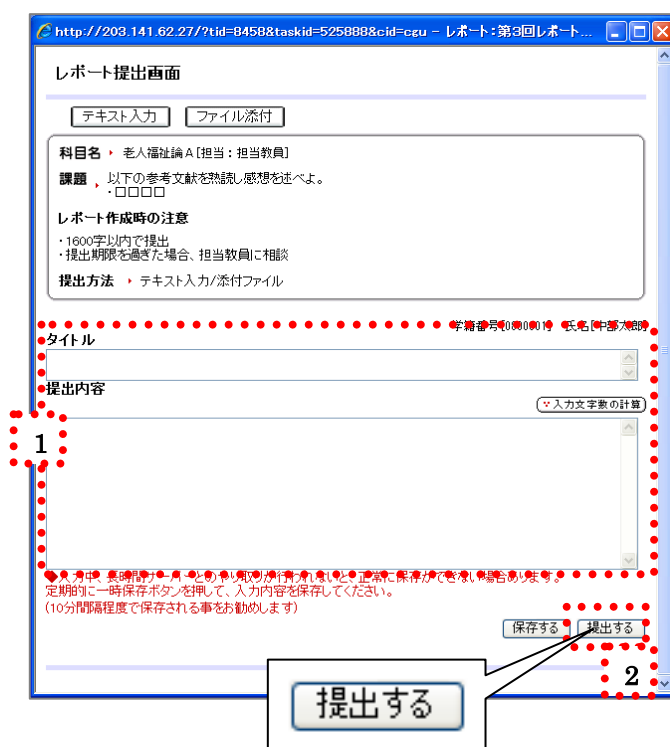 http://203.141.62.27/?tid=8458&taskid=525888&cid=cgu - レポート:第3回レポート...
レポート提出画面
テキスト入力 ファイル添付
科目名 老人福祉論A[担当:担当教員]
課題 以下の参考文献を熟読し感想を述べよ。
・□□□□
レポート作成時の注意
・1600字以内で提出
・提出期限を過ぎた場合、担当教員に相談
提出方法 テキスト入力/添付ファイル
学籍番号[0800001] 氏名[中部太郎]
タイトル
提出内容
入力文字数の計算
1
◆入力中、長時間サーバーとのやり取りが行われないと、正常に保存ができない場合あります。
定期的に一時保存ボタンを押して、入力内容を保存してください。
(10分間隔程度で保存される事をお勧めします)
保存する 提出する
2
提出する